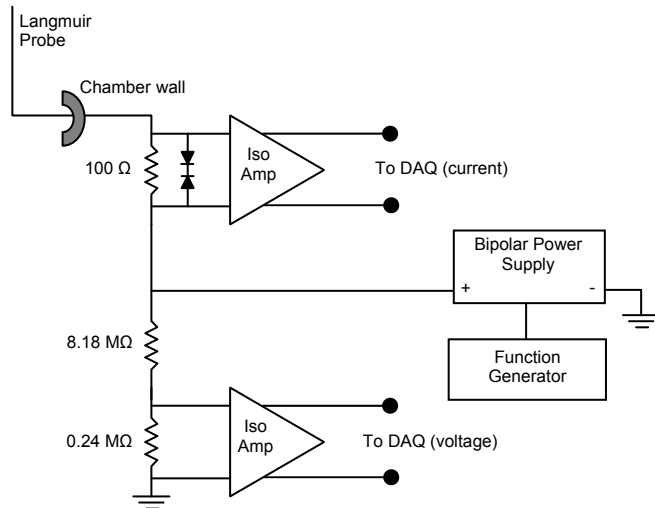 Langmuir
Probe
Chamber wall
100 Ω
Iso
Amp
To DAQ (current)
Bipolar Power
Supply
+ -
8.18 MΩ
Function
Generator
0.24 MΩ
Iso
Amp
To DAQ (voltage)